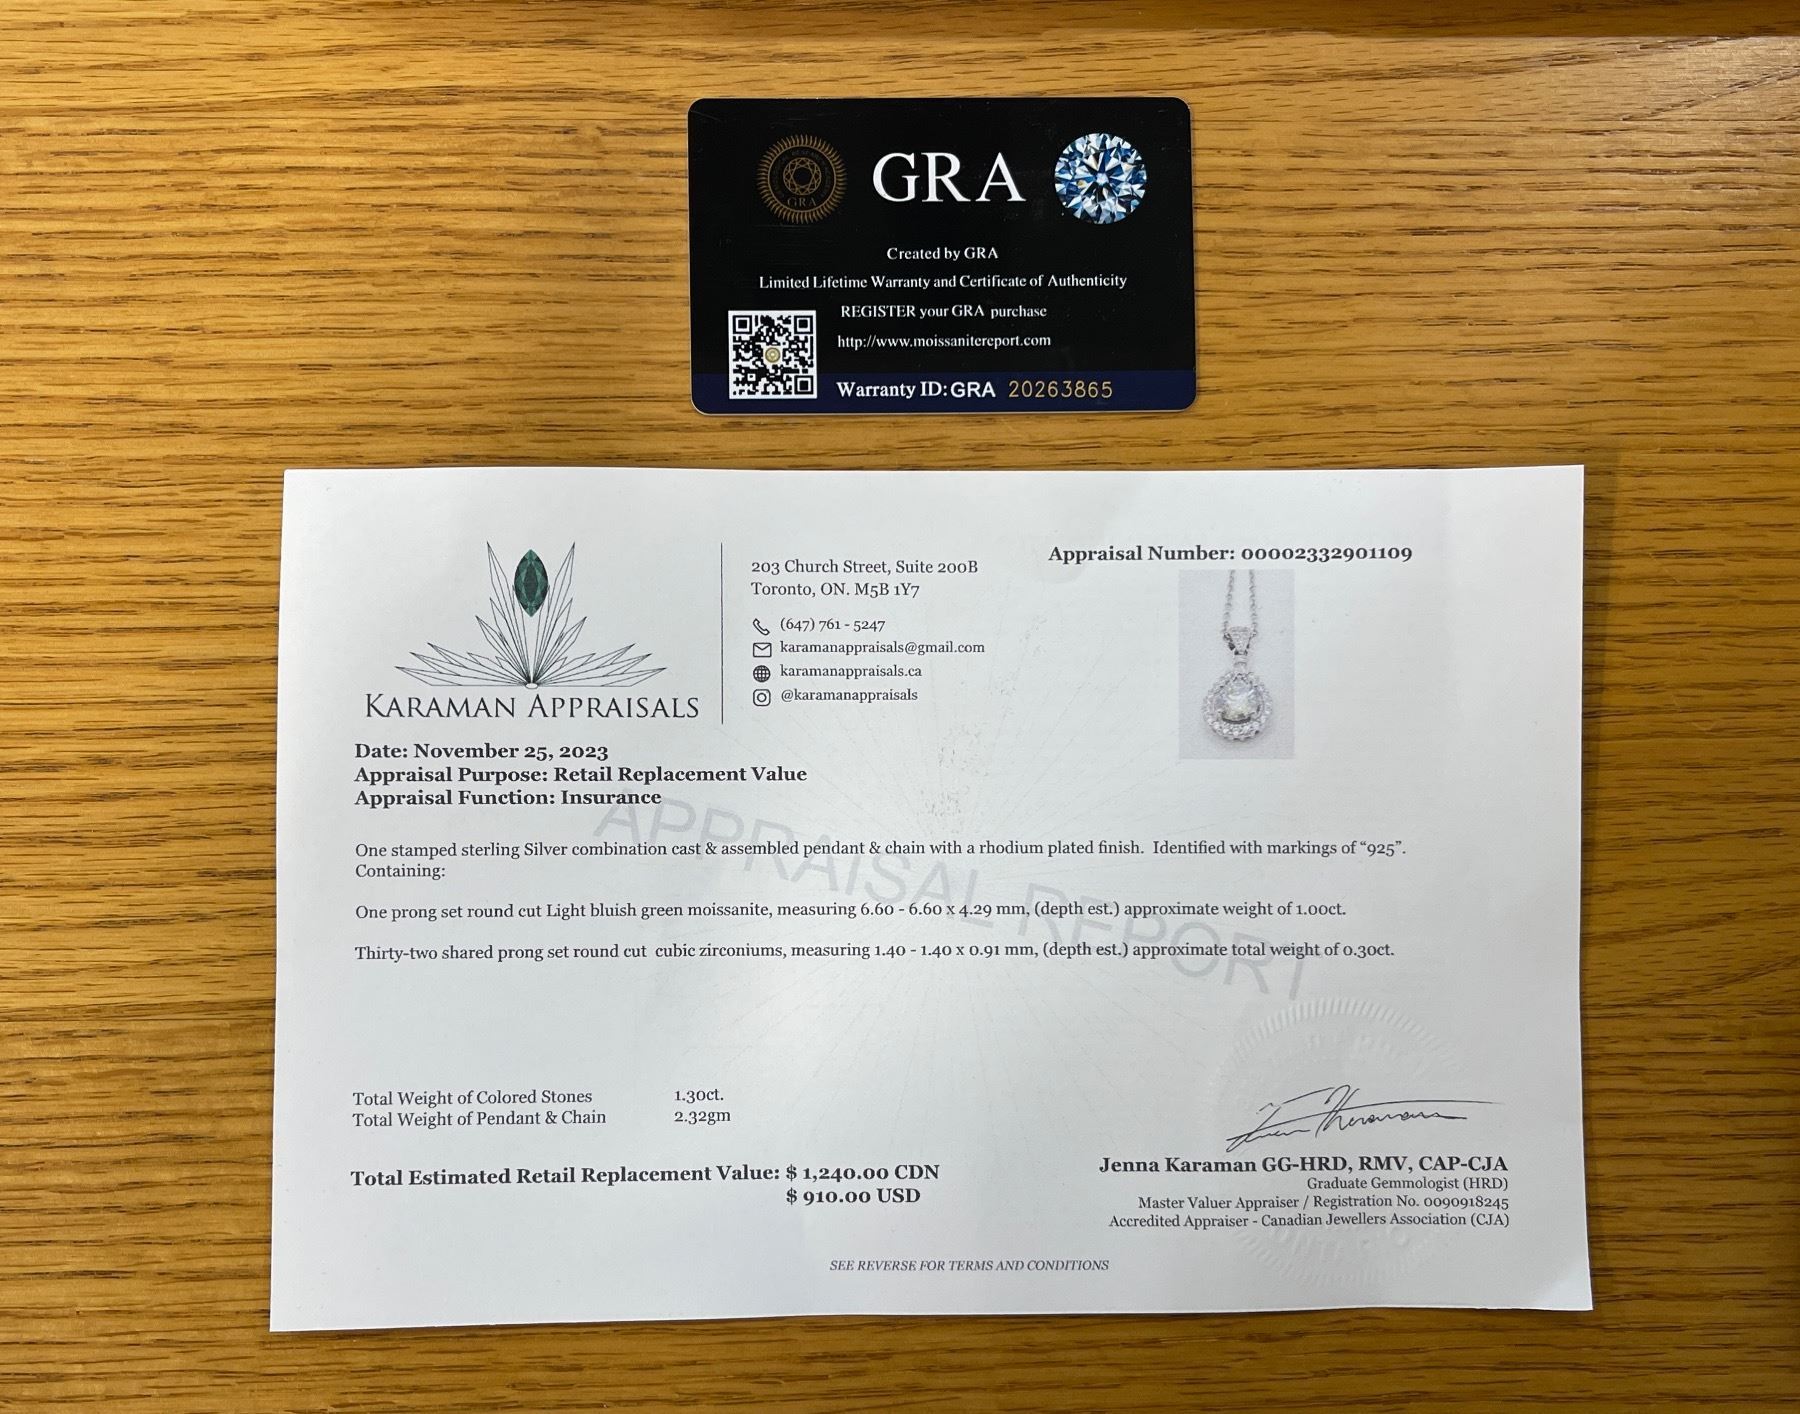 GRA
GRA
Created by GRA
Limited Lifetime Warranty and Certificate of Authenticity
REGISTER your GRA purchase
http://www.moissanitereport.com
Warranty ID: GRA 20263865
KARAMAN APPRAISALS
203 Church Street, Suite 200B
Toronto, ON. M5B 1Y7
(647) 761 - 5247
karamanappraisals@gmail.com
karamanappraisals.ca
@karamanappraisals
Appraisal Number: 00002332901109
Date: November 25, 2023
Appraisal Purpose: Retail Replacement Value
Appraisal Function: Insurance
APPRAISAL REPORT
One stamped sterling Silver combination cast & assembled pendant & chain with a rhodium plated finish. Identified with markings of “925”.
Containing:
One prong set round cut Light bluish green moissanite, measuring 6.60 - 6.60 x 4.29 mm, (depth est.) approximate weight of 1.00ct.
Thirty-two shared prong set round cut cubic zirconiums, measuring 1.40 - 1.40 x 0.91 mm, (depth est.) approximate total weight of 0.30ct.
Total Weight of Colored Stones 1.30ct.
Total Weight of Pendant & Chain 2.32gm
Total Estimated Retail Replacement Value: $ 1,240.00 CDN
$ 910.00 USD
Jenna Karaman GG-HRD, RMV, CAP-CJA
Graduate Gemmologist (HRD)
Master Valuer Appraiser / Registration No. 0090918245
Accredited Appraiser - Canadian Jewellers Association (CJA)
SEE REVERSE FOR TERMS AND CONDITIONS